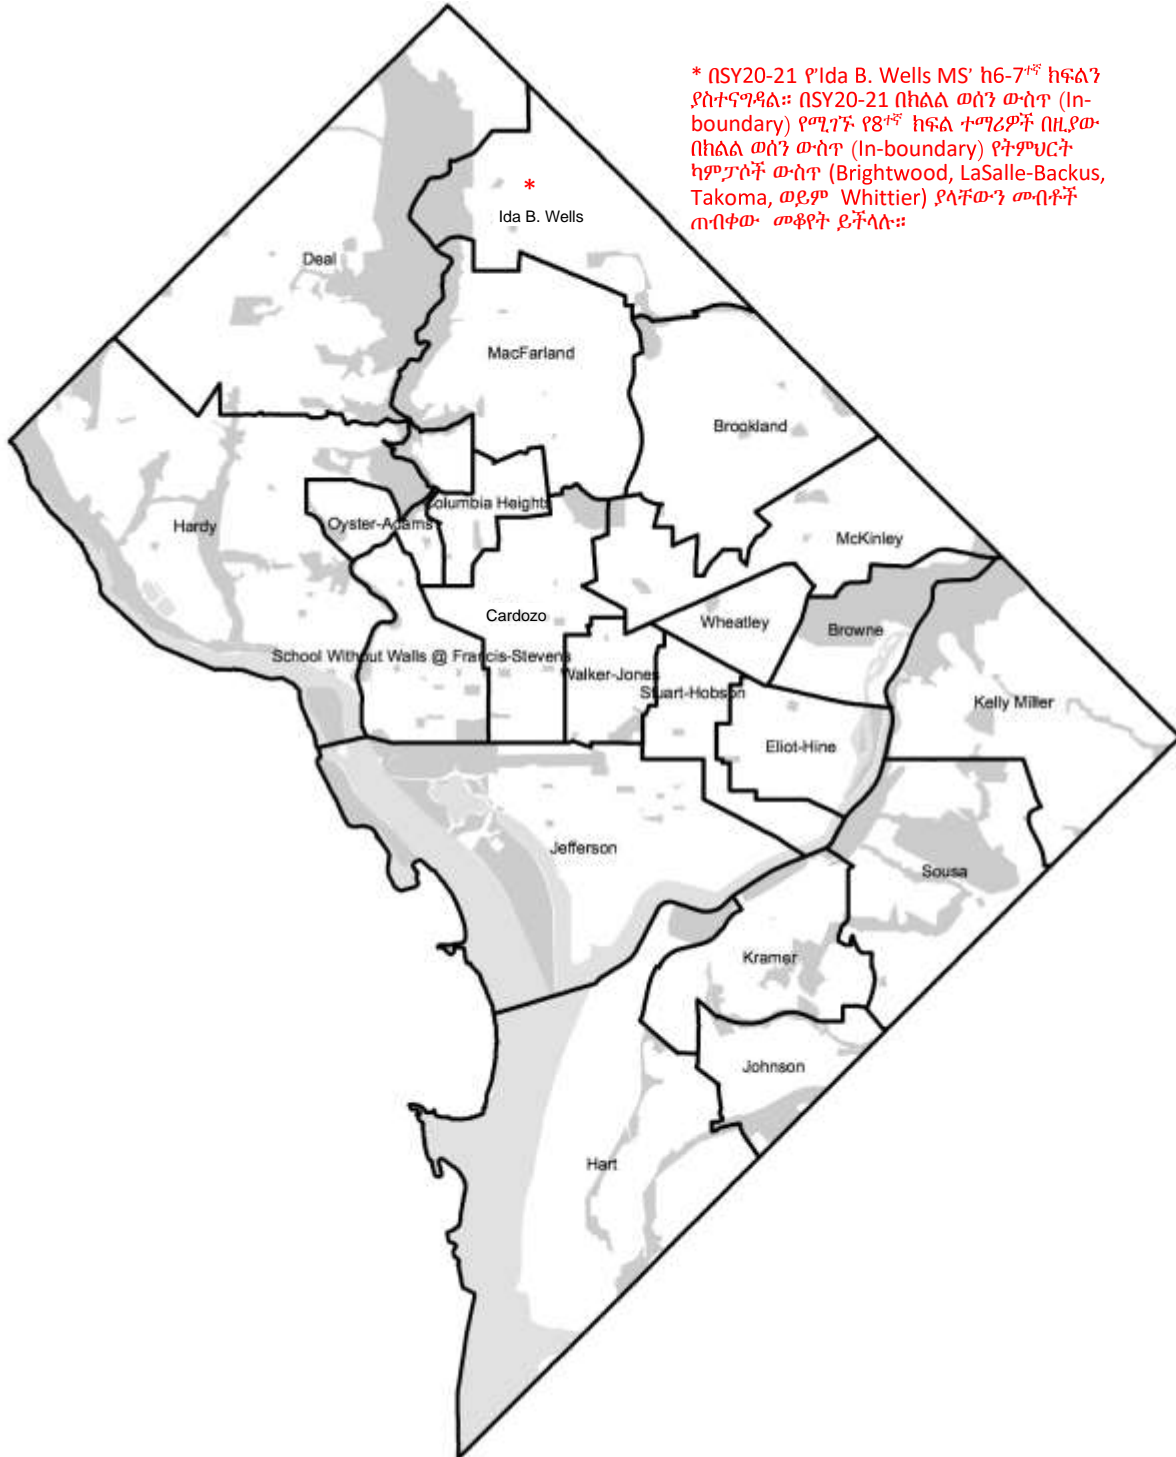 * በSY20-21 የ'Ida B. Wells MS' ከ6-7ተኛ ክፍልን
ያስተናግዳል። በSY20-21 በክልል ወሰን ውስጥ (In-
boundary) የሚገኙ የ8ተኛ ክፍል ተማሪዎች በዚያው
በክልል ወሰን ውስጥ (In-boundary) የትምህርት
ካምፓሶች ውስጥ (Brightwood, LaSalle-Backus,
Takoma, ወይም Whittier) ያላቸውን መብቶች
ጠብቀው መቆየት ይችላሉ።
*
Ida B. Wells
Deal
MacFarland
Brookland
Columbia Heights
Hardy
Oyster-Adams
McKinley
Cardozo
Wheatley
Browne
School Without Walls @ Francis-Stevens
Walker-Jones
Stuart-Hobson
Kelly Miller
Eliot-Hine
Jefferson
Sousa
Kramer
Johnson
Hart